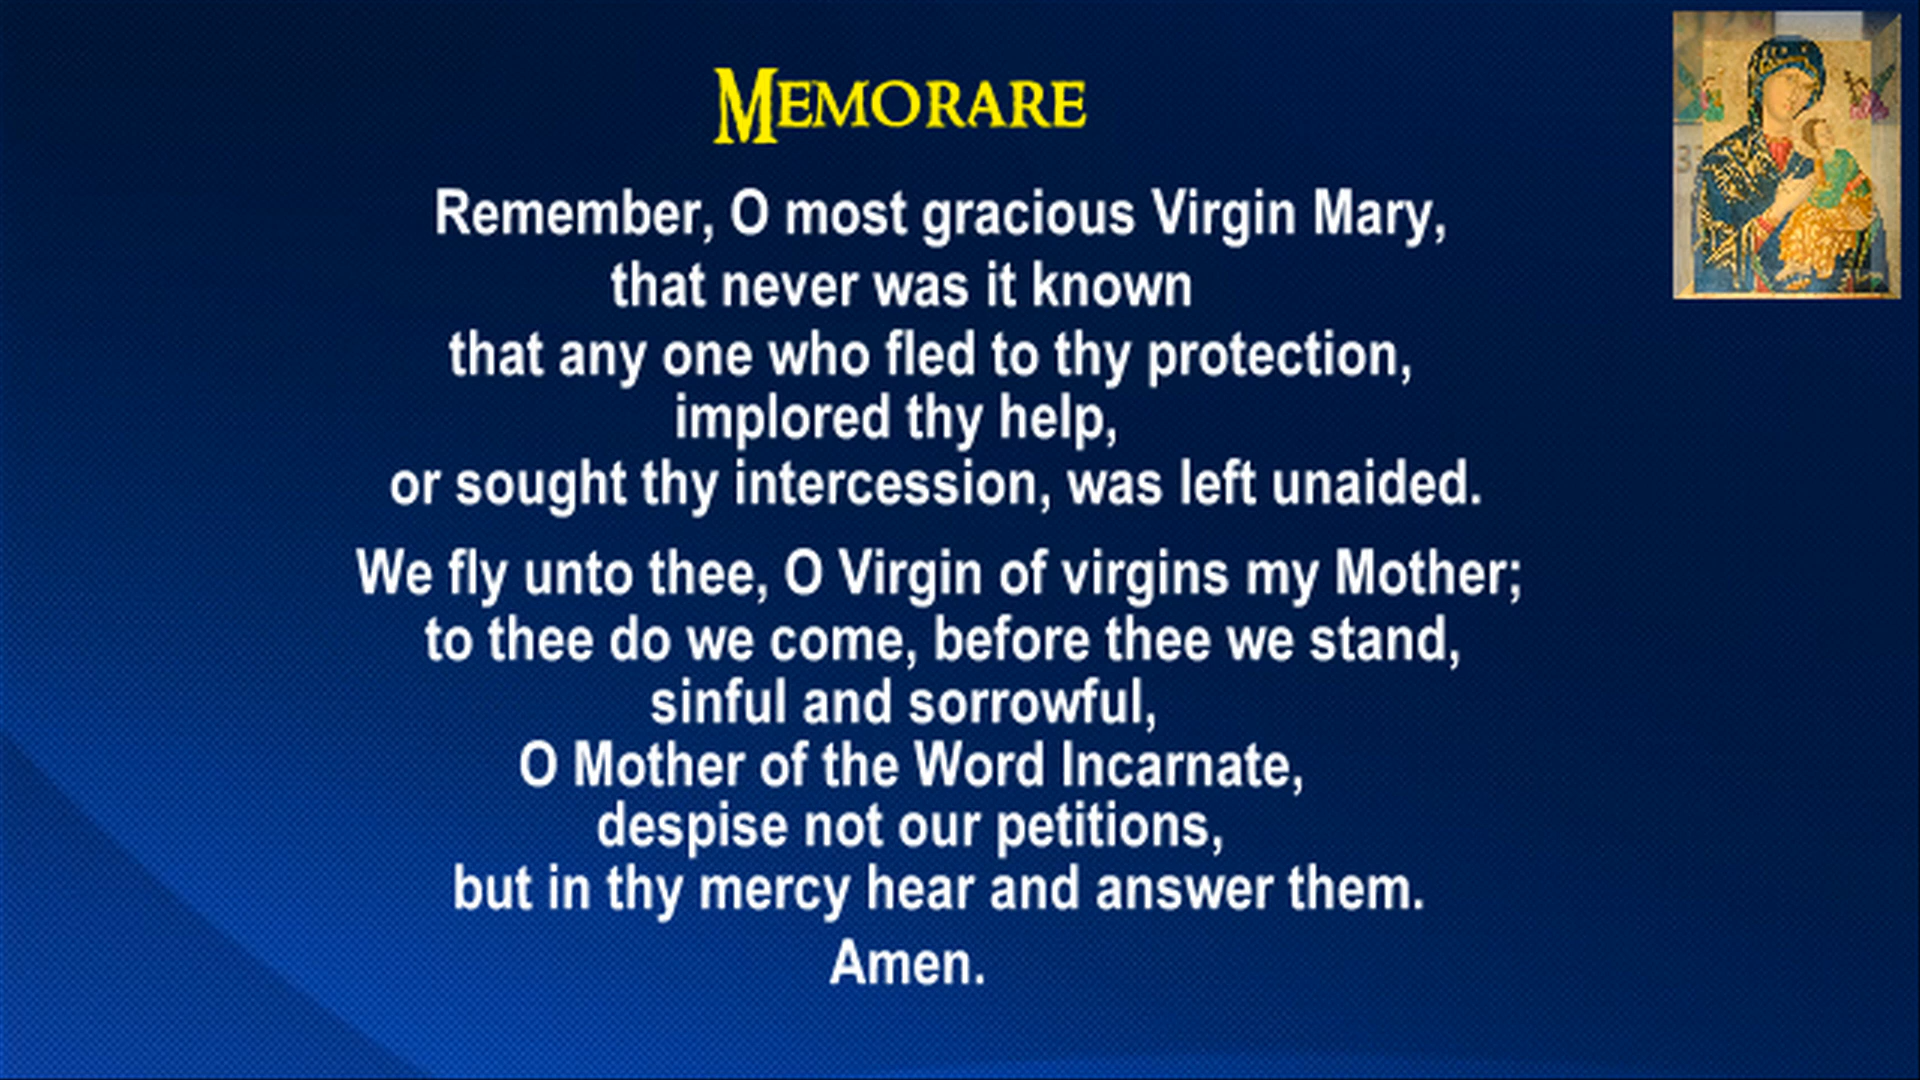 MEMORARE
Remember, O most gracious Virgin Mary,
that never was it known
that any one who fled to thy protection,
implored thy help,
or sought thy intercession, was left unaided.
We fly unto thee, O Virgin of virgins my Mother;
to thee do we come, before thee we stand,
sinful and sorrowful,
O Mother of the Word Incarnate,
despise not our petitions,
but in thy mercy hear and answer them.
Amen.